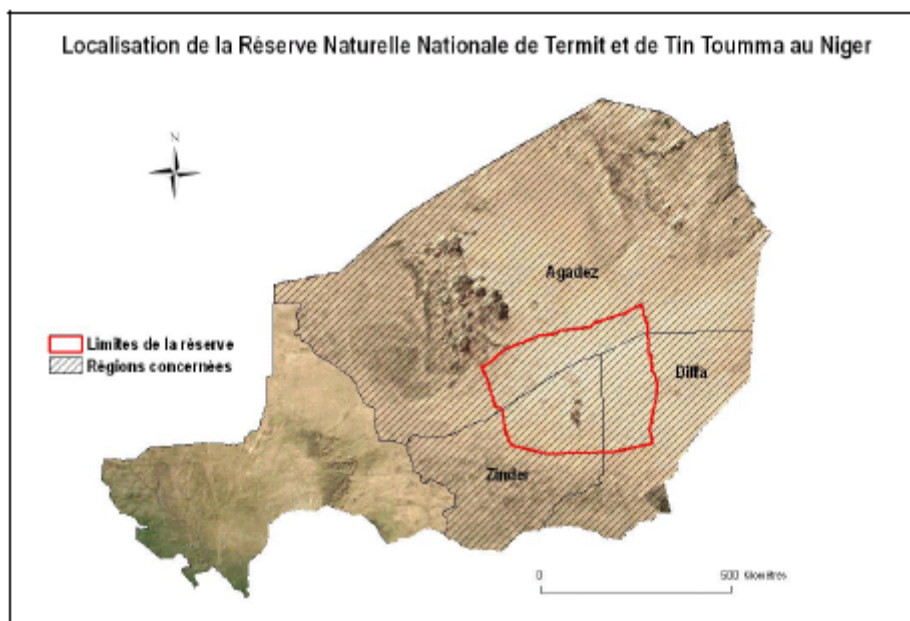 Localisation de la Réserve Naturelle Nationale de Termit et de Tin Toumma au Niger
N
Agadez
Limites de la réserve
Régions concernées
Diffa
Zinder
0 500 Kilomètres